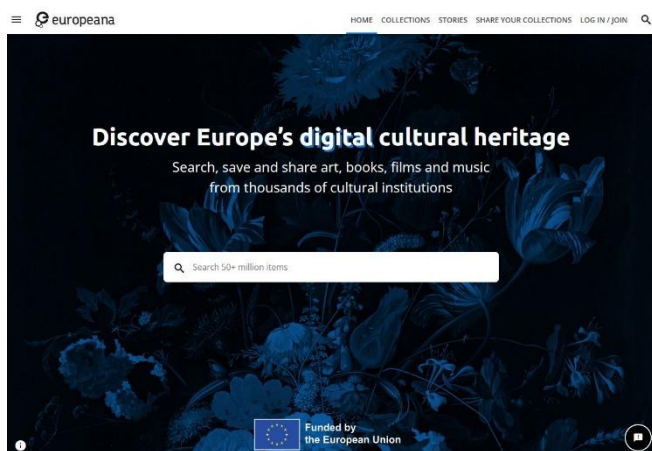 europeana
HOME COLLECTIONS STORIES SHARE YOUR COLLECTIONS LOG IN / JOIN
Discover Europe's digital cultural heritage
Search, save and share art, books, films and music
from thousands of cultural institutions
Search 50+ million items
Funded by
the European Union